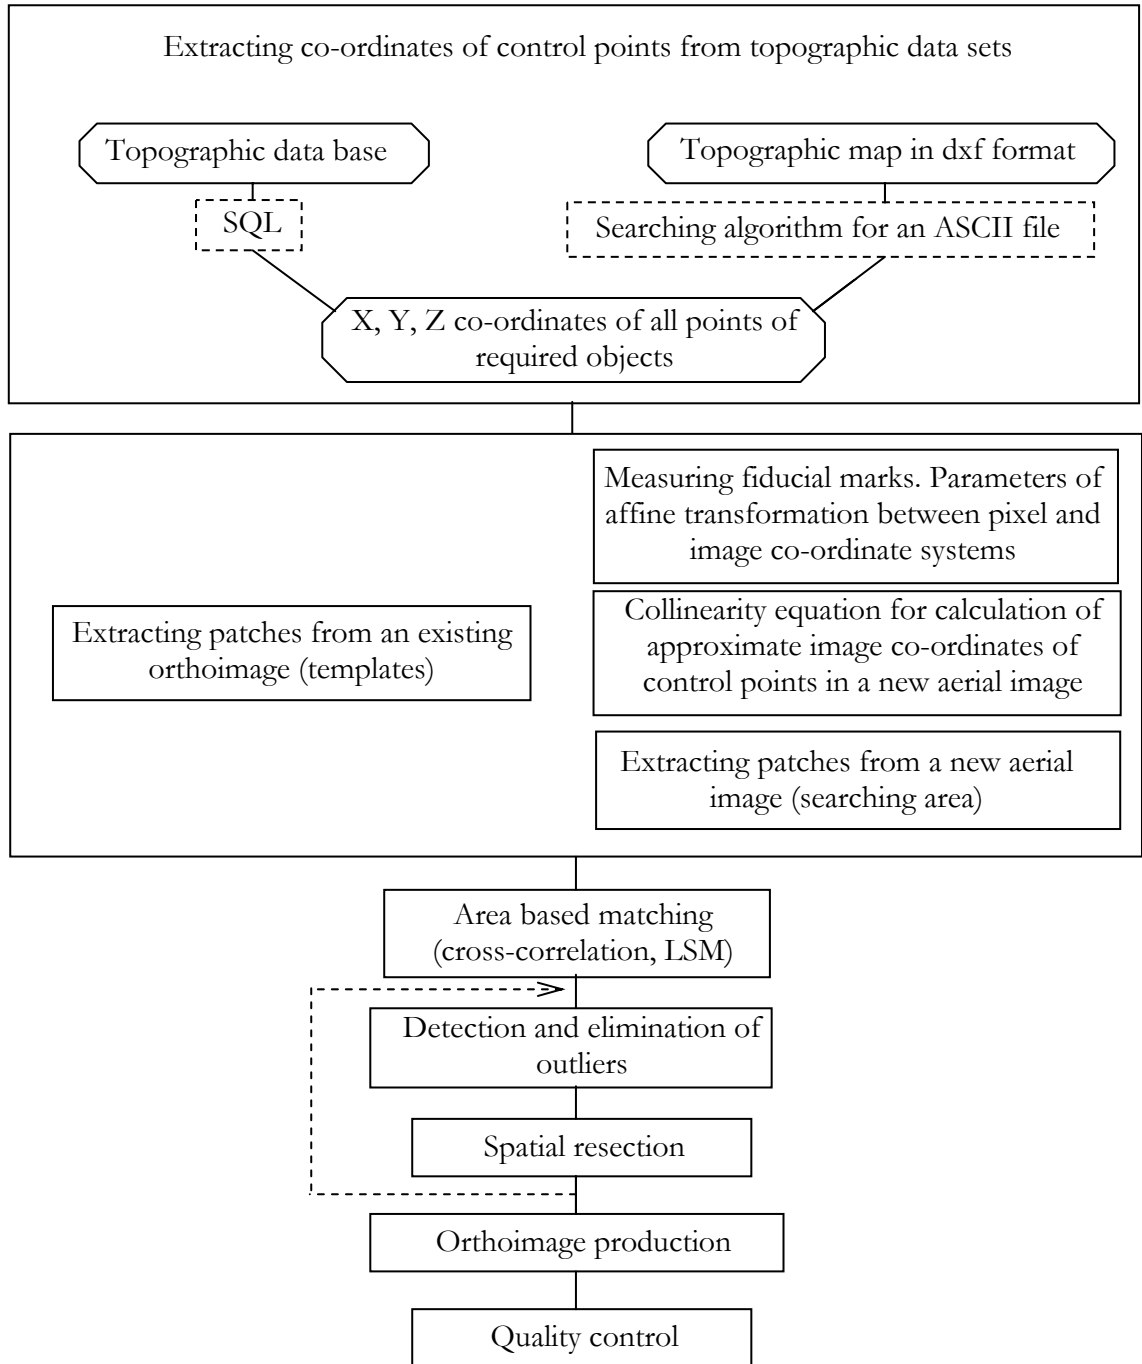 Extracting co-ordinates of control points from topographic data sets
Topographic data base
Topographic map in dxf format
SQL
Searching algorithm for an ASCII file
X, Y, Z co-ordinates of all points of
required objects
Measuring fiducial marks. Parameters of
affine transformation between pixel and
image co-ordinate systems
Extracting patches from an existing
orthoimage (templates)
Collinearity equation for calculation of
approximate image co-ordinates of
control points in a new aerial image
Extracting patches from a new aerial
image (searching area)
Area based matching
(cross-correlation, LSM)
Detection and elimination of
outliers
Spatial resection
Orthoimage production
Quality control